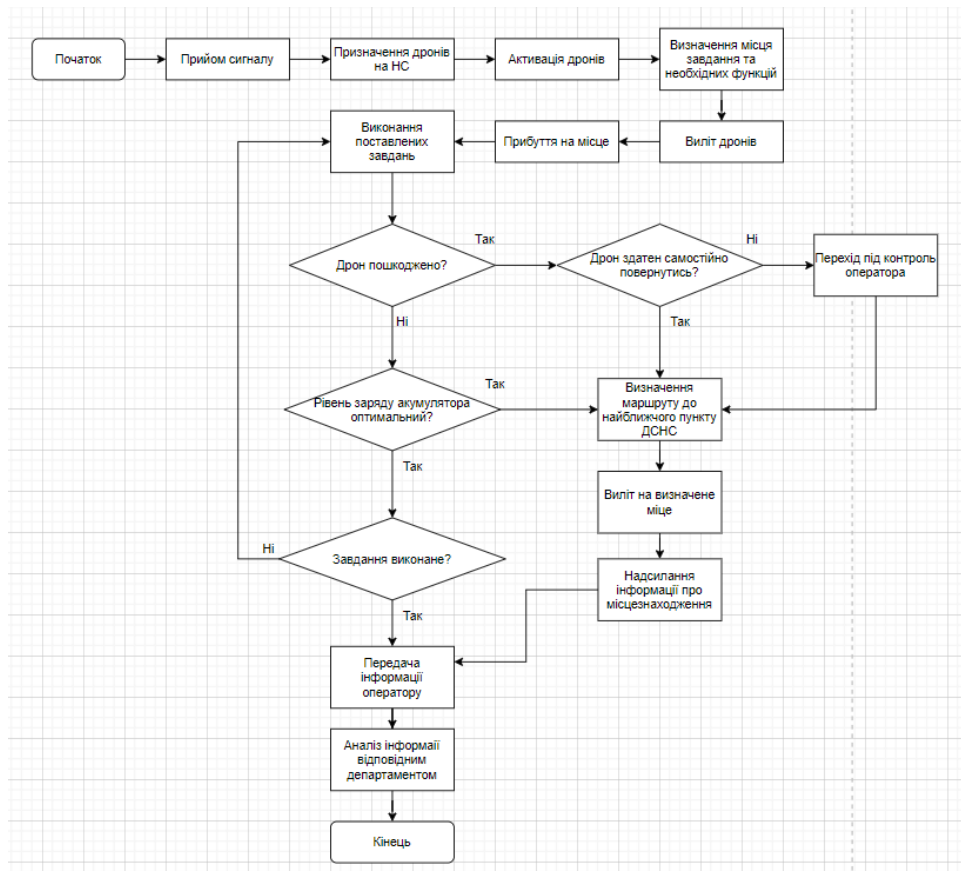 Початок
Прийом сигналу
Призначення дронів
на НС
Активація дронів
Визначення місця
завдання та
необхідних функцій
Виконання
поставлених
завдань
Прибуття на місце
Виліт дронів
Дрон пошкоджено?
Так
Дрон здатен самостійно
повернутись?
Ні
Перехід під контроль
оператора
Ні
Так
Рівень заряду акумулятора
оптимальний?
Так
Визначення
маршруту до
найближчого пункту
ДСНС
Так
Виліт на визначене
міце
Ні
Завдання виконане?
Надсилання
інформації про
місцезнаходження
Так
Передача
інформації
оператору
Аналіз інформаії
відповідним
департаментом
Кінець